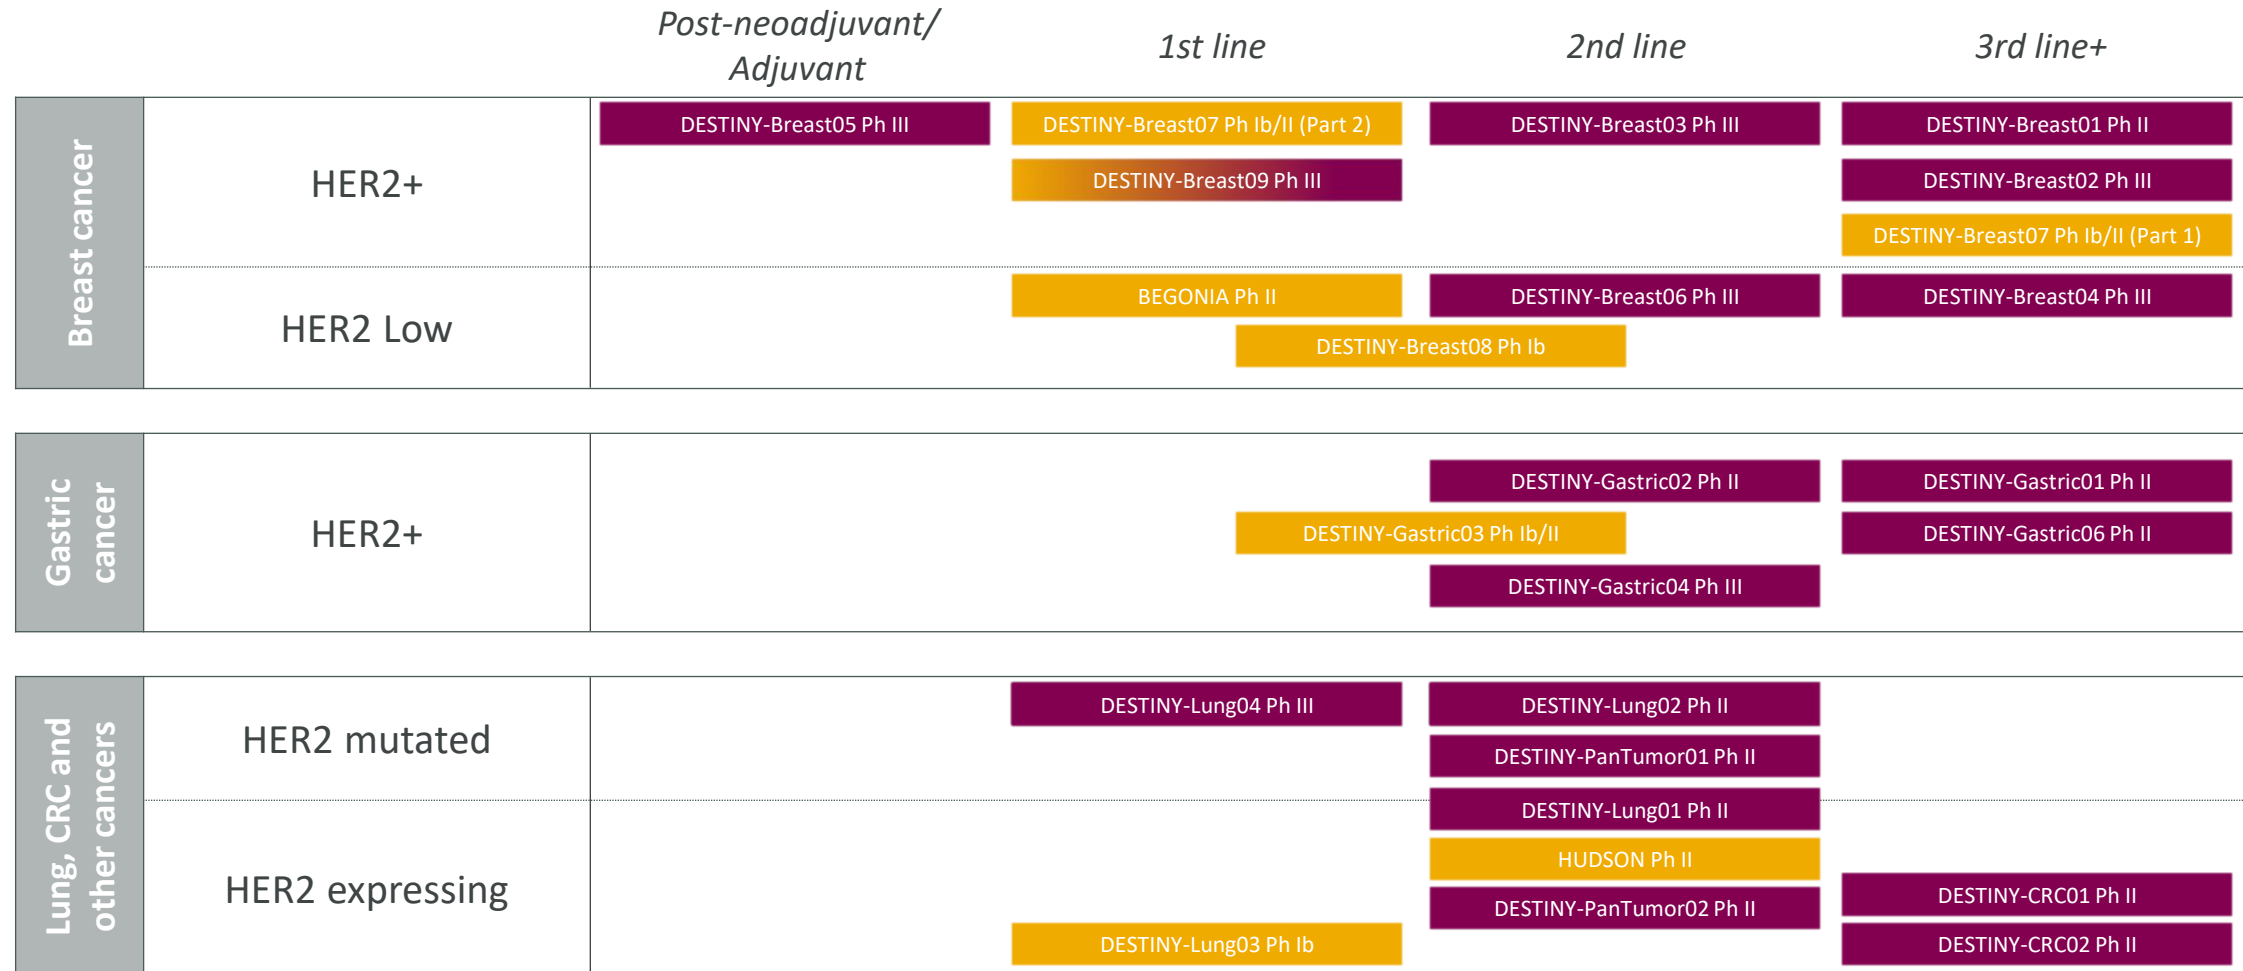 Post-neoadjuvant/
Adjuvant
1st line
2nd line
3rd line+
Breast cancer
HER2+
DESTINY-Breast05 Ph III
DESTINY-Breast07 Ph Ib/II (Part 2)
DESTINY-Breast03 Ph III
DESTINY-Breast01 Ph II
DESTINY-Breast09 Ph III
DESTINY-Breast02 Ph III
DESTINY-Breast07 Ph Ib/II (Part 1)
HER2 Low
BEGONIA Ph II
DESTINY-Breast06 Ph III
DESTINY-Breast04 Ph III
DESTINY-Breast08 Ph Ib
Gastric
cancer
HER2+
DESTINY-Gastric02 Ph II
DESTINY-Gastric01 Ph II
DESTINY-Gastric03 Ph Ib/II
DESTINY-Gastric06 Ph II
DESTINY-Gastric04 Ph III
Lung, CRC and
other cancers
HER2 mutated
DESTINY-Lung04 Ph III
DESTINY-Lung02 Ph II
DESTINY-PanTumor01 Ph II
HER2 expressing
DESTINY-Lung01 Ph II
HUDSON Ph II
DESTINY-PanTumor02 Ph II
DESTINY-CRC01 Ph II
DESTINY-Lung03 Ph Ib
DESTINY-CRC02 Ph II